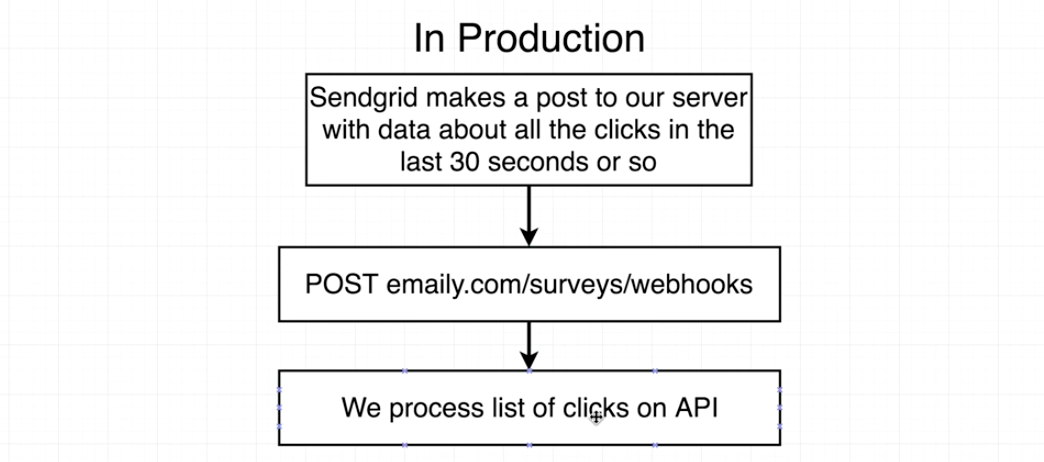 In Production
Sendgrid makes a post to our server
with data about all the clicks in the
last 30 seconds or so
POST emaily.com/surveys/webhooks
We process list of clicks on API